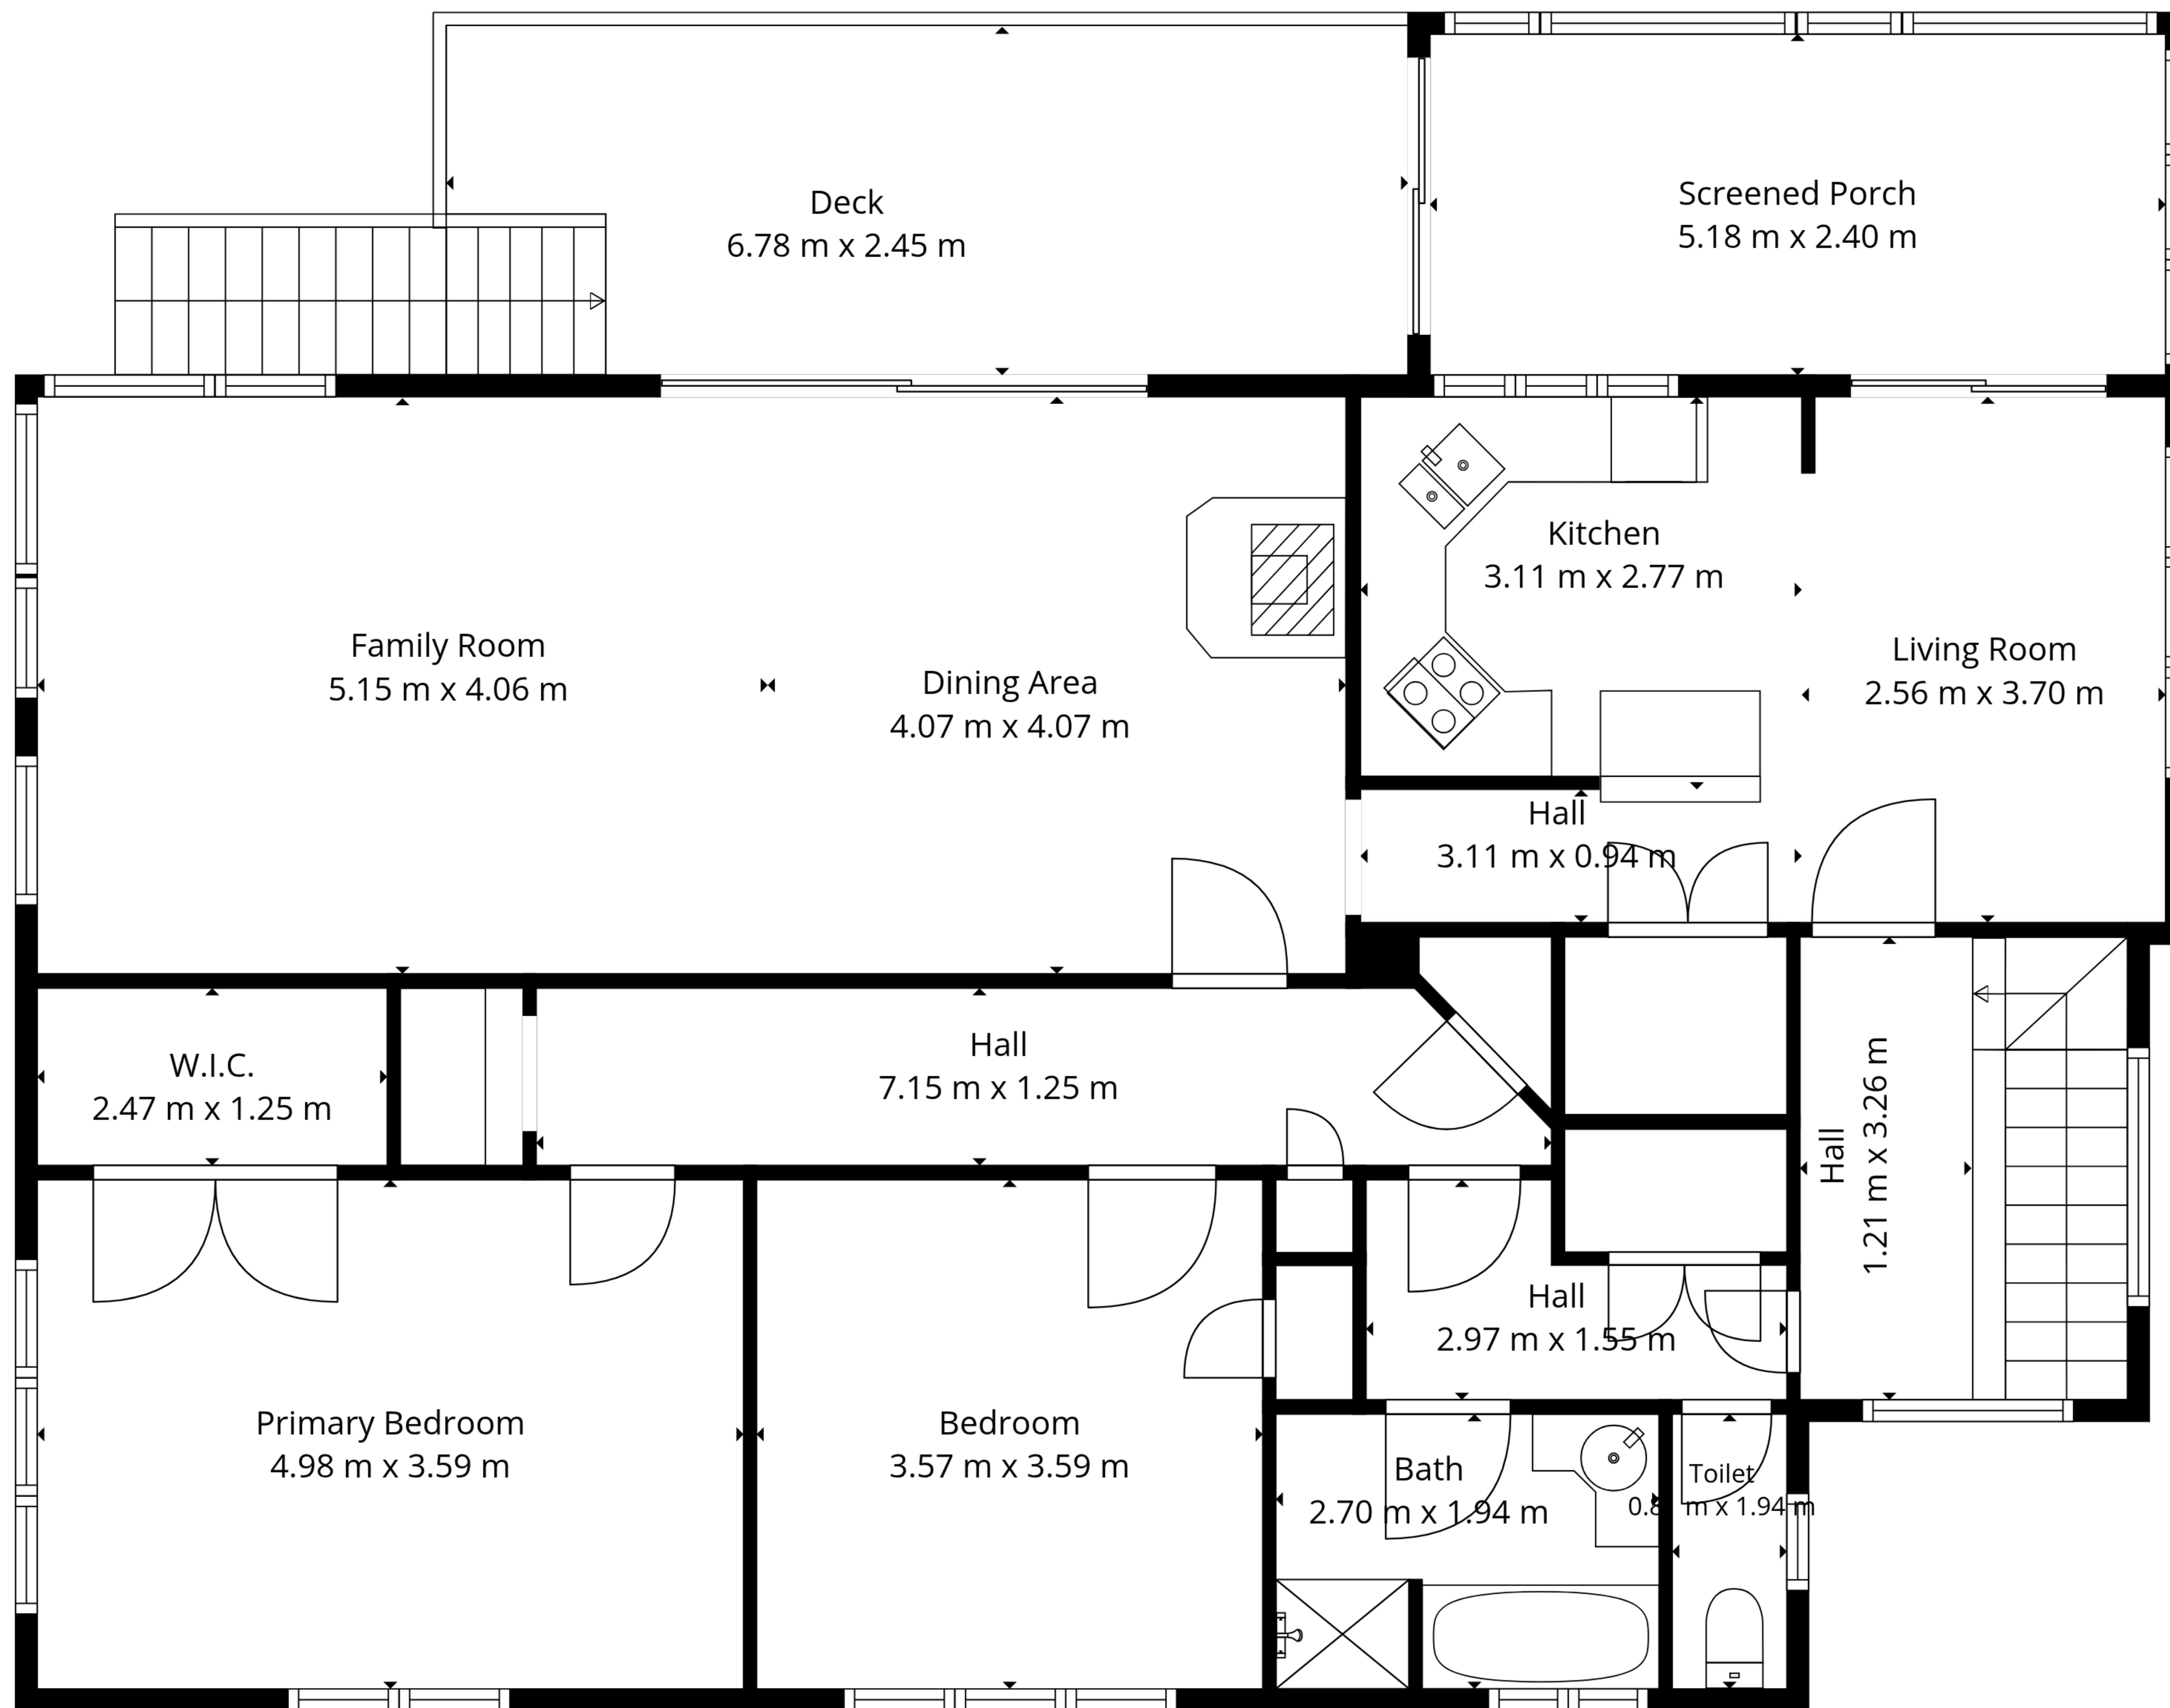 Deck
6.78 m x 2.45 m
Screened Porch
5.18 m x 2.40 m
Kitchen
3.11 m x 2.77 m
Family Room
5.15 m x 4.06 m
Dining Area
4.07 m x 4.07 m
Living Room
2.56 m x 3.70 m
Hall
3.11 m x 0.94 m
W.I.C.
2.47 m x 1.25 m
Hall
7.15 m x 1.25 m
Hall
1.21 m x 3.26 m
Hall
2.97 m x 1.55 m
Primary Bedroom
4.98 m x 3.59 m
Bedroom
3.57 m x 3.59 m
Bath
2.70 m x 1.94 m
Toilet
m x 1.94 m